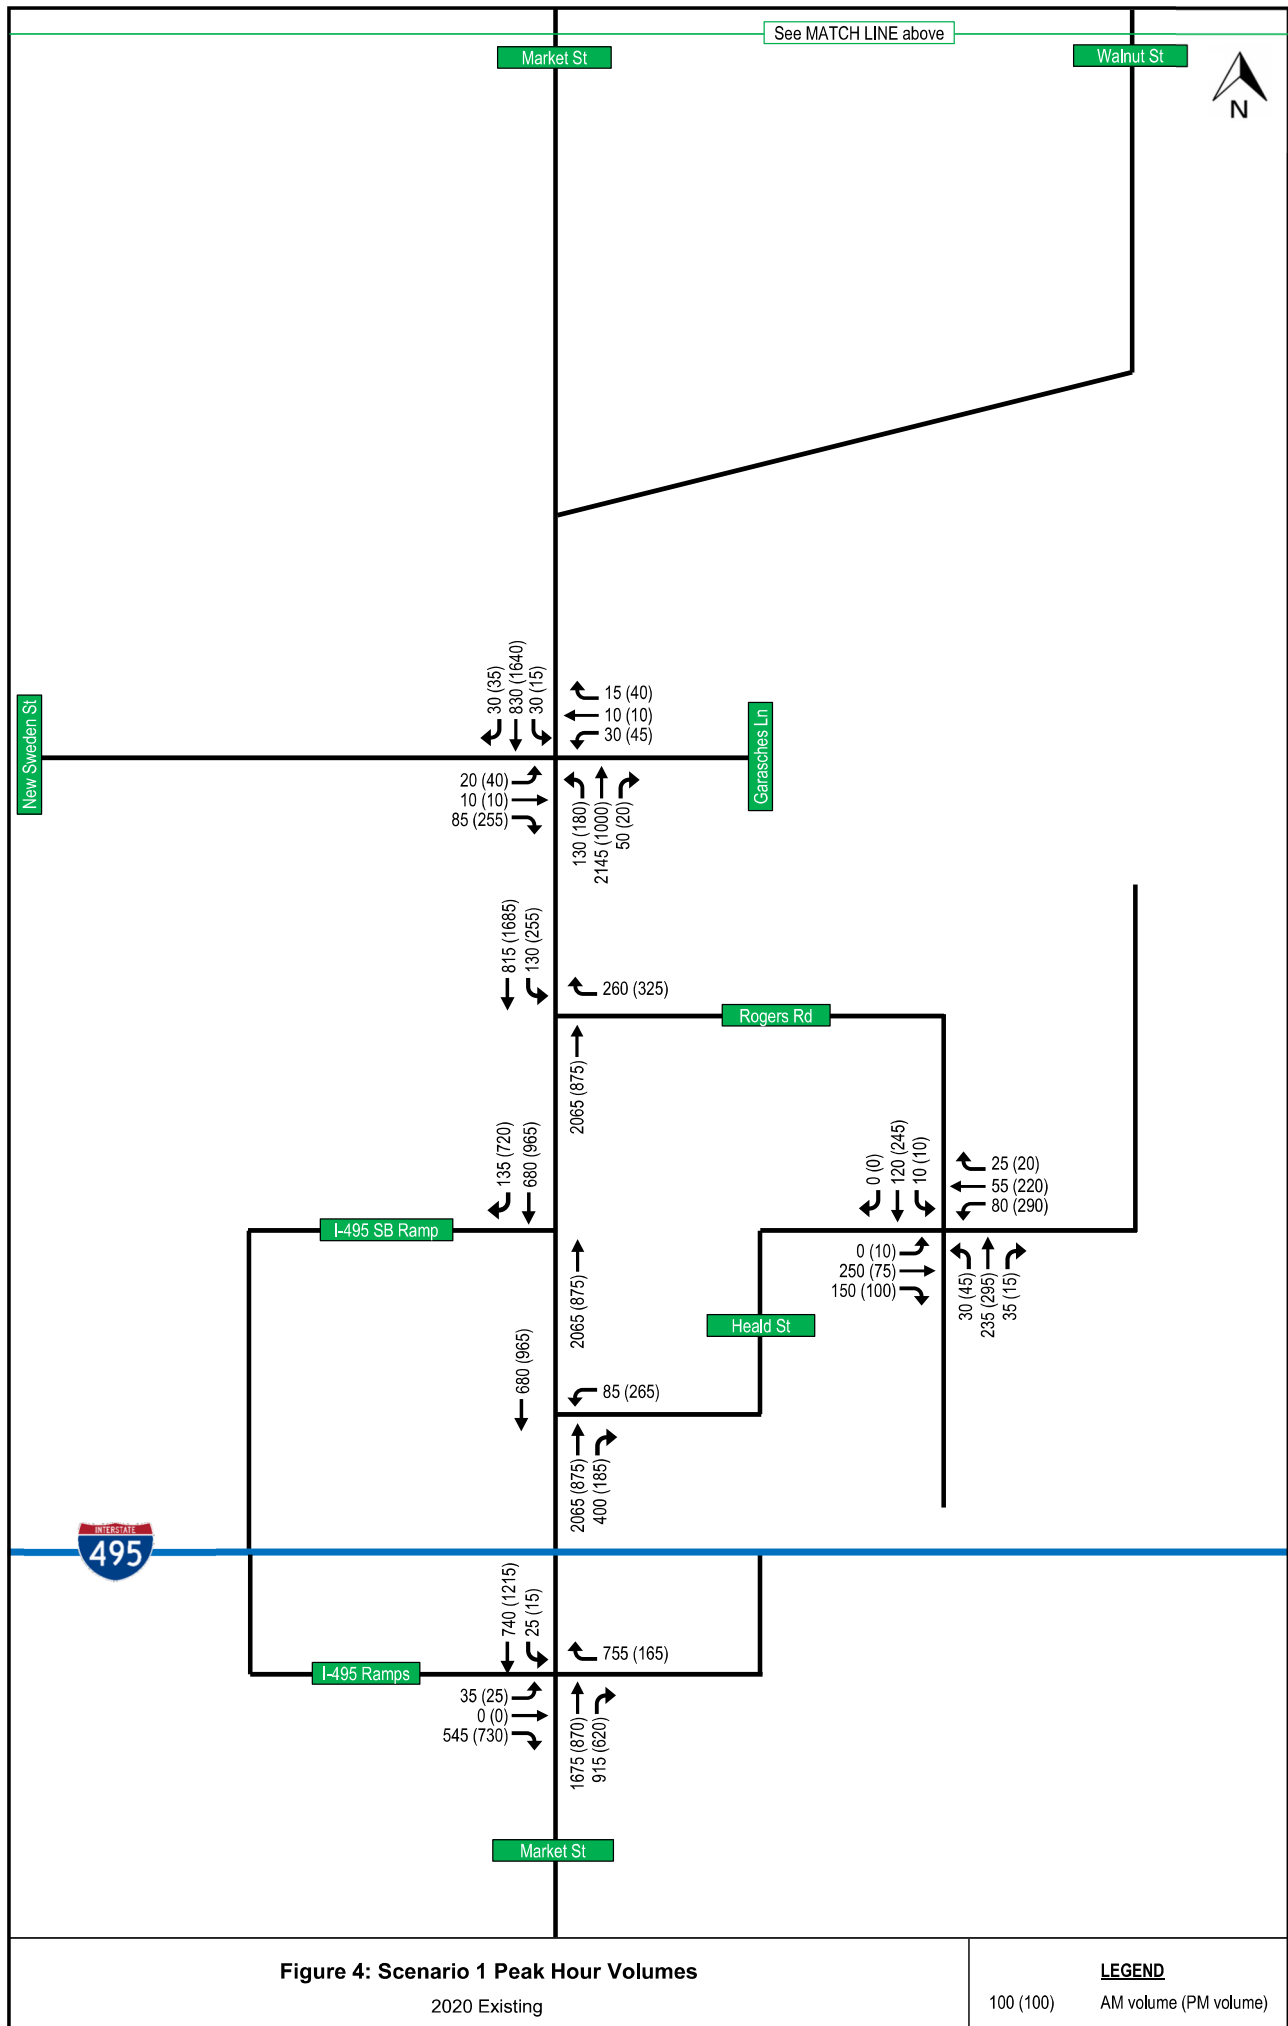 See MATCH LINE above
Market St
Walnut St
N
30 (35)
830 (1640)
30 (15)
15 (40)
10 (10)
30 (45)
New Sweden St
Garasches Ln
20 (40)
10 (10)
85 (255)
130 (180)
2145 (1000)
50 (20)
815 (1685)
130 (255)
260 (325)
Rogers Rd
2065 (875)
135 (720)
680 (965)
0 (0)
120 (245)
10 (10)
25 (20)
55 (220)
80 (290)
I-495 SB Ramp
0 (10)
250 (75)
150 (100)
30 (45)
235 (295)
35 (15)
2065 (875)
Heald St
680 (965)
85 (265)
2065 (875)
400 (185)
INTERSTATE
495
740 (1215)
25 (15)
755 (165)
I-495 Ramps
35 (25)
0 (0)
545 (730)
1675 (870)
915 (620)
Market St
Figure 4: Scenario 1 Peak Hour Volumes
2020 Existing
LEGEND
100 (100) AM volume (PM volume)